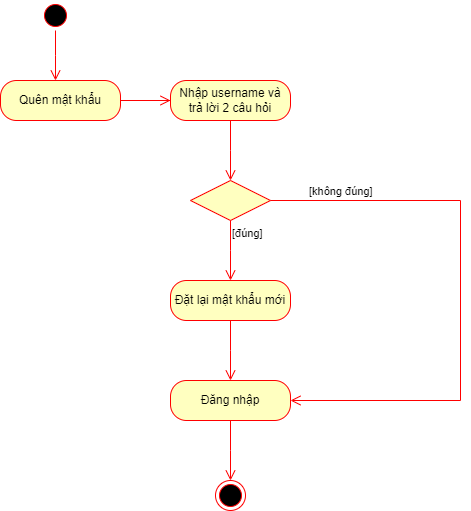 Quên mật khẩu
Nhập username và
trả lời 2 câu hỏi
[không đúng]
[đúng]
Đặt lại mật khẩu mới
Đăng nhập